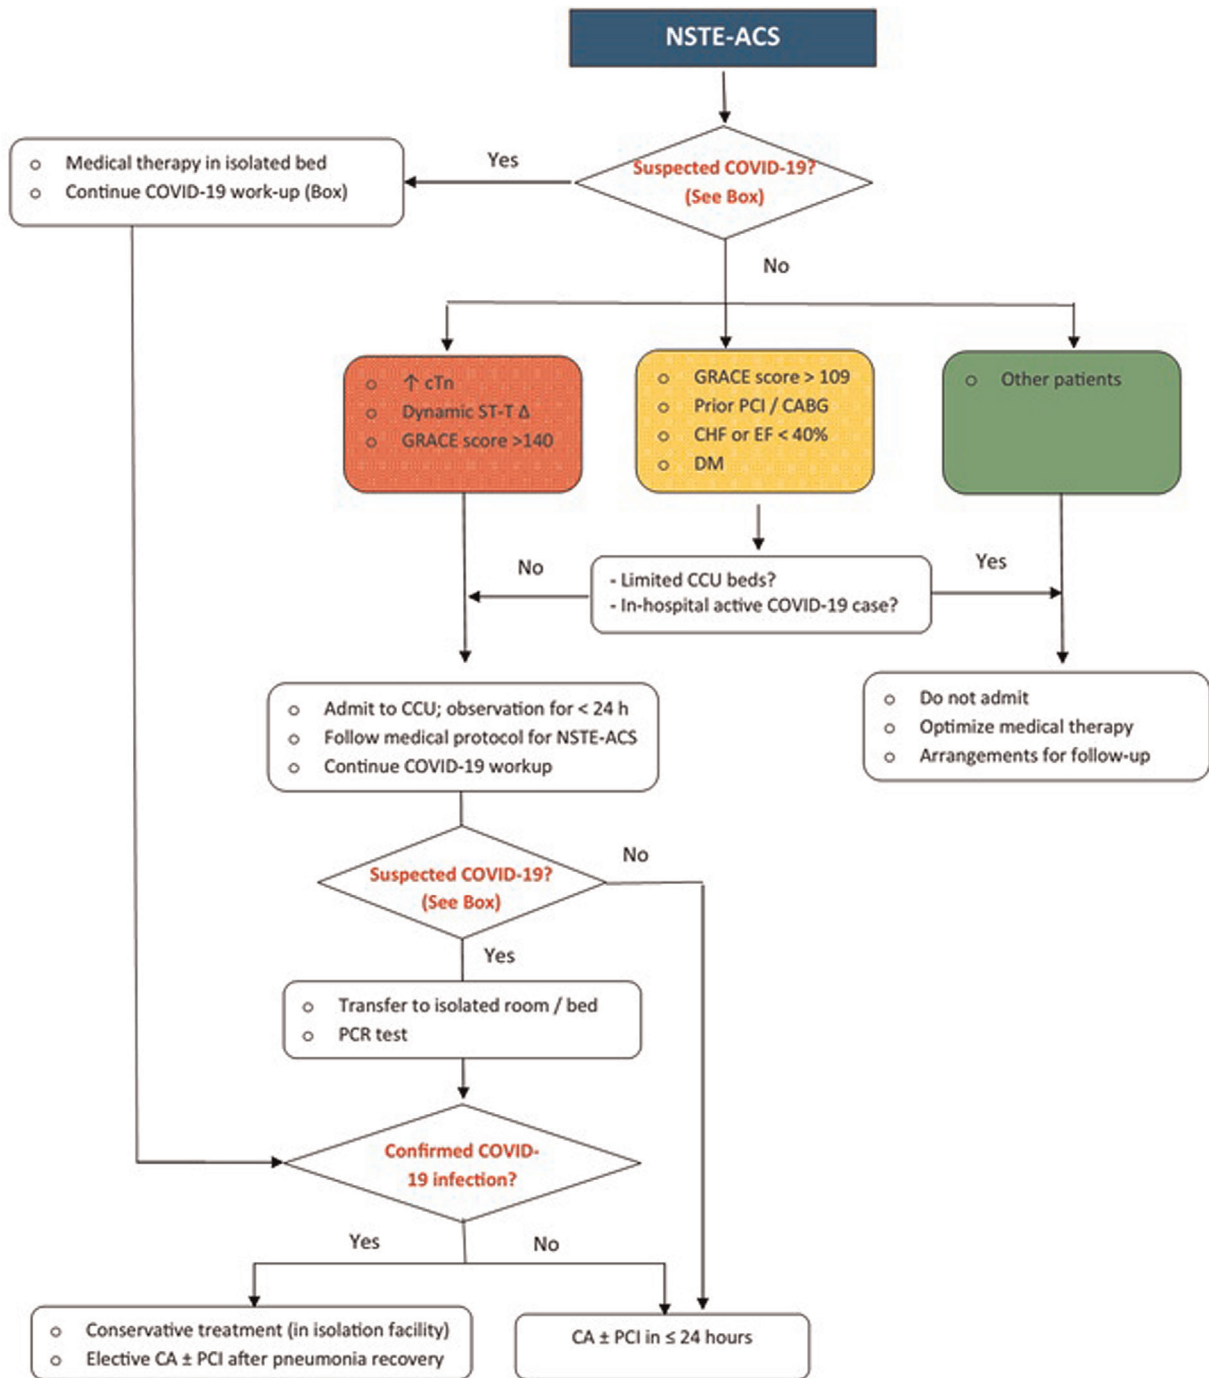 NSTE-ACS
Suspected COVID-19?
(See Box)
Yes
○ Medical therapy in isolated bed
○ Continue COVID-19 work-up (Box)
No
○ ↑ cTn
○ Dynamic ST-T Δ
○ GRACE score >140
○ GRACE score > 109
○ Prior PCI / CABG
○ CHF or EF < 40%
○ DM
○ Other patients
No
- Limited CCU beds?
- In-hospital active COVID-19 case?
Yes
○ Admit to CCU; observation for < 24 h
○ Follow medical protocol for NSTE-ACS
○ Continue COVID-19 workup
○ Do not admit
○ Optimize medical therapy
○ Arrangements for follow-up
Suspected COVID-19?
(See Box)
No
Yes
○ Transfer to isolated room / bed
○ PCR test
Confirmed COVID-
19 infection?
Yes
No
○ Conservative treatment (in isolation facility)
○ Elective CA ± PCI after pneumonia recovery
CA ± PCI in ≤ 24 hours